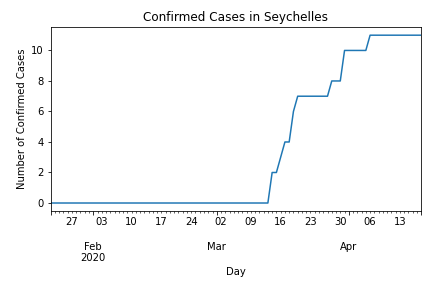 Confirmed Cases in Seychelles
Number of Confirmed Cases
10
8
6
4
2
0
27 03 10 17 24 02 09 16 23 30 06 13
Feb Mar Apr
2020
Day